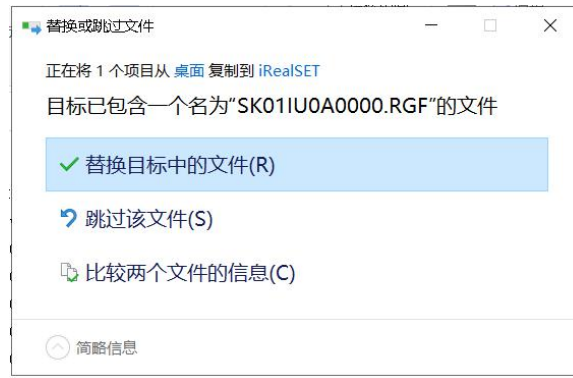 替换或跳过文件
正在将 1 个项目从 桌面 复制到 iRealSET
目标已包含一个名为“SK01IU0A0000.RGF”的文件
替换目标中的文件(R)
跳过该文件(S)
比较两个文件的信息(C)
简略信息